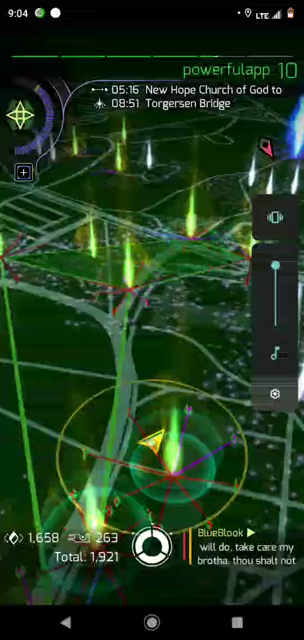 9:04
LTE
powerfulapp 10
05:16 New Hope Church of God to
08:51 Torgersen Bridge
1,658 263
Total: 1,921
BlueBlook
will do, take care my
brotha, thou shalt not